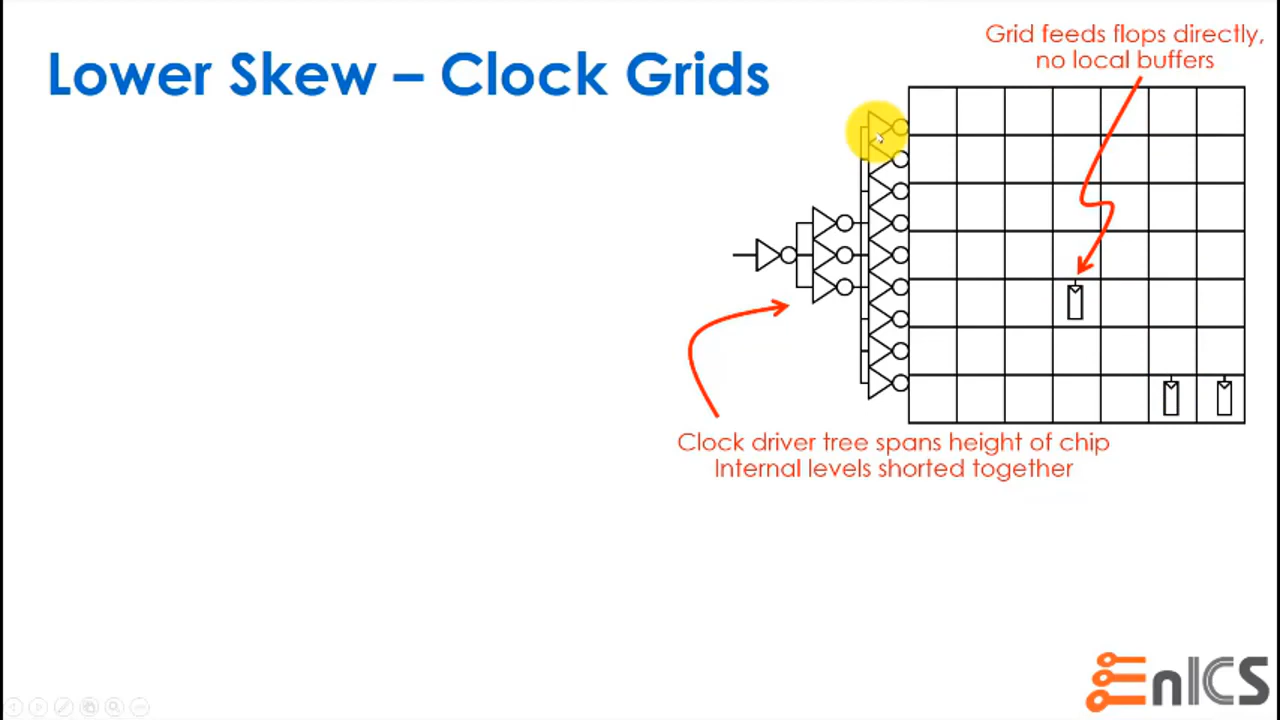 Lower Skew – Clock Grids
Grid feeds flops directly,
no local buffers
Clock driver tree spans height of chip
Internal levels shorted together
EnICS